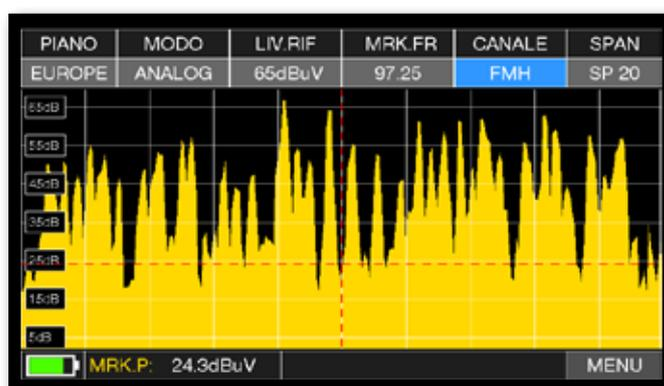 PIANO MODO LIV.RIF MRK.FR CANALE SPAN
EUROPE ANALOG 65dBuV 97.25 FMH SP 20
65dB
55dB
45dB
35dB
25dB
15dB
5dB
MRK.P: 24.3dBuV MENU